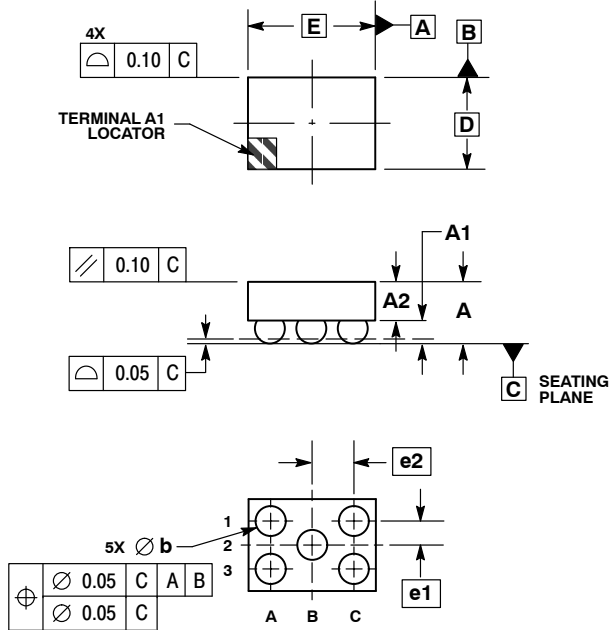 4X
⌓ 0.10 C
E
A
B
TERMINAL A1
LOCATOR
D
⫽ 0.10 C
A1
A2
A
⌓ 0.05 C
C
SEATING
PLANE
e2
5X ∅ b
1
2
3
e1
⌖ ∅ 0.05 C A B
∅ 0.05 C
A B C